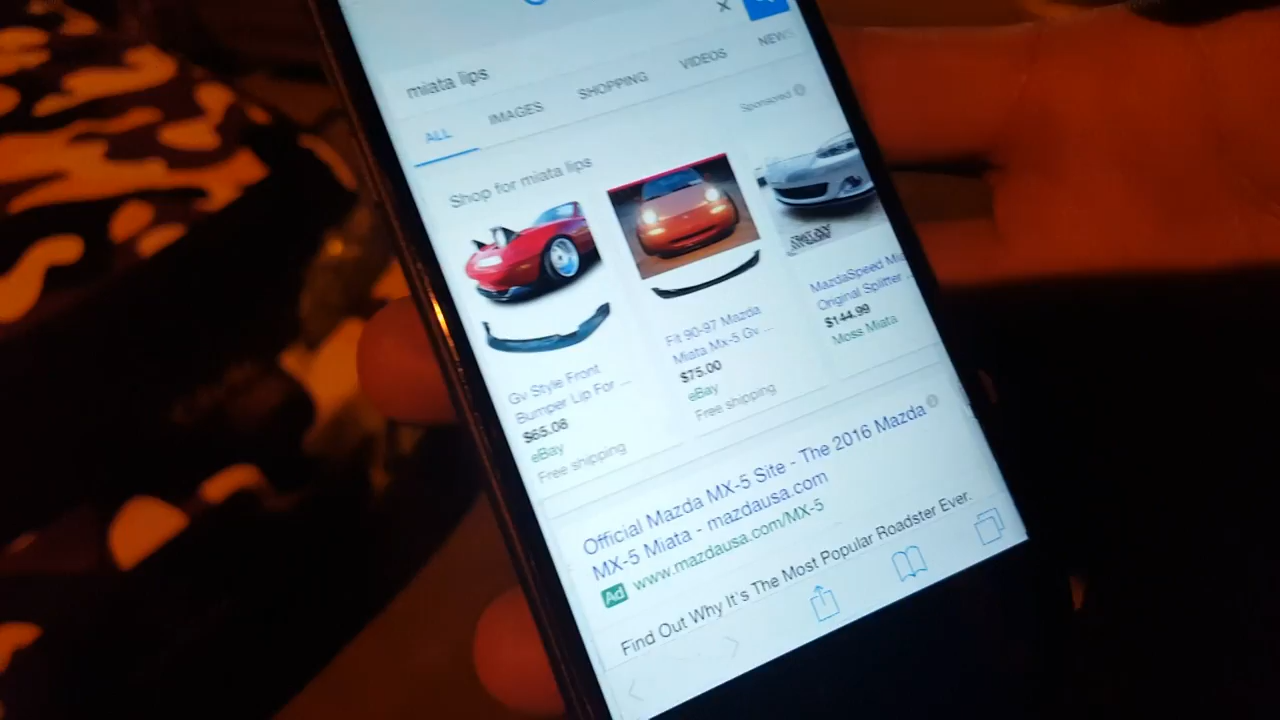 miata lips
ALL IMAGES SHOPPING VIDEOS NEWS
Sponsored
Shop for miata lips
Gv Style Front
Bumper Lip For ...
$65.08
eBay
Free shipping
Fit 90-97 Mazda
Miata Mx-5 Gv ...
$75.00
eBay
Free shipping
MazdaSpeed
Original Splitter ...
$144.99
Moss Miata
Official Mazda MX-5 Site - The 2016 Mazda
MX-5 Miata - mazdausa.com
Ad www.mazdausa.com/MX-5
Find Out Why It's The Most Popular Roadster Ever.